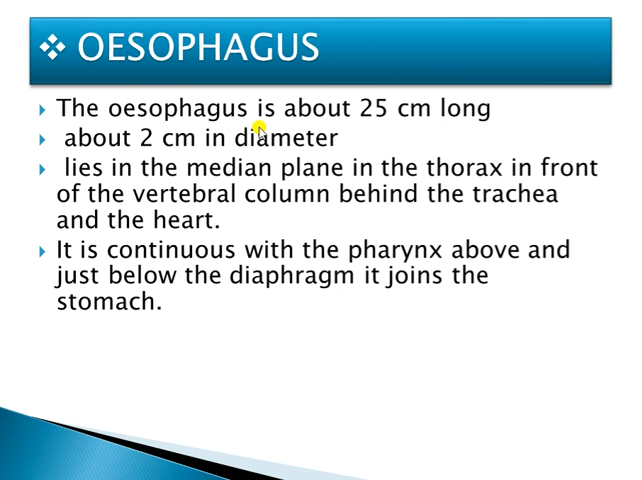 ❖ OESOPHAGUS
The oesophagus is about 25 cm long
about 2 cm in diameter
lies in the median plane in the thorax in front
of the vertebral column behind the trachea
and the heart.
It is continuous with the pharynx above and
just below the diaphragm it joins the
stomach.